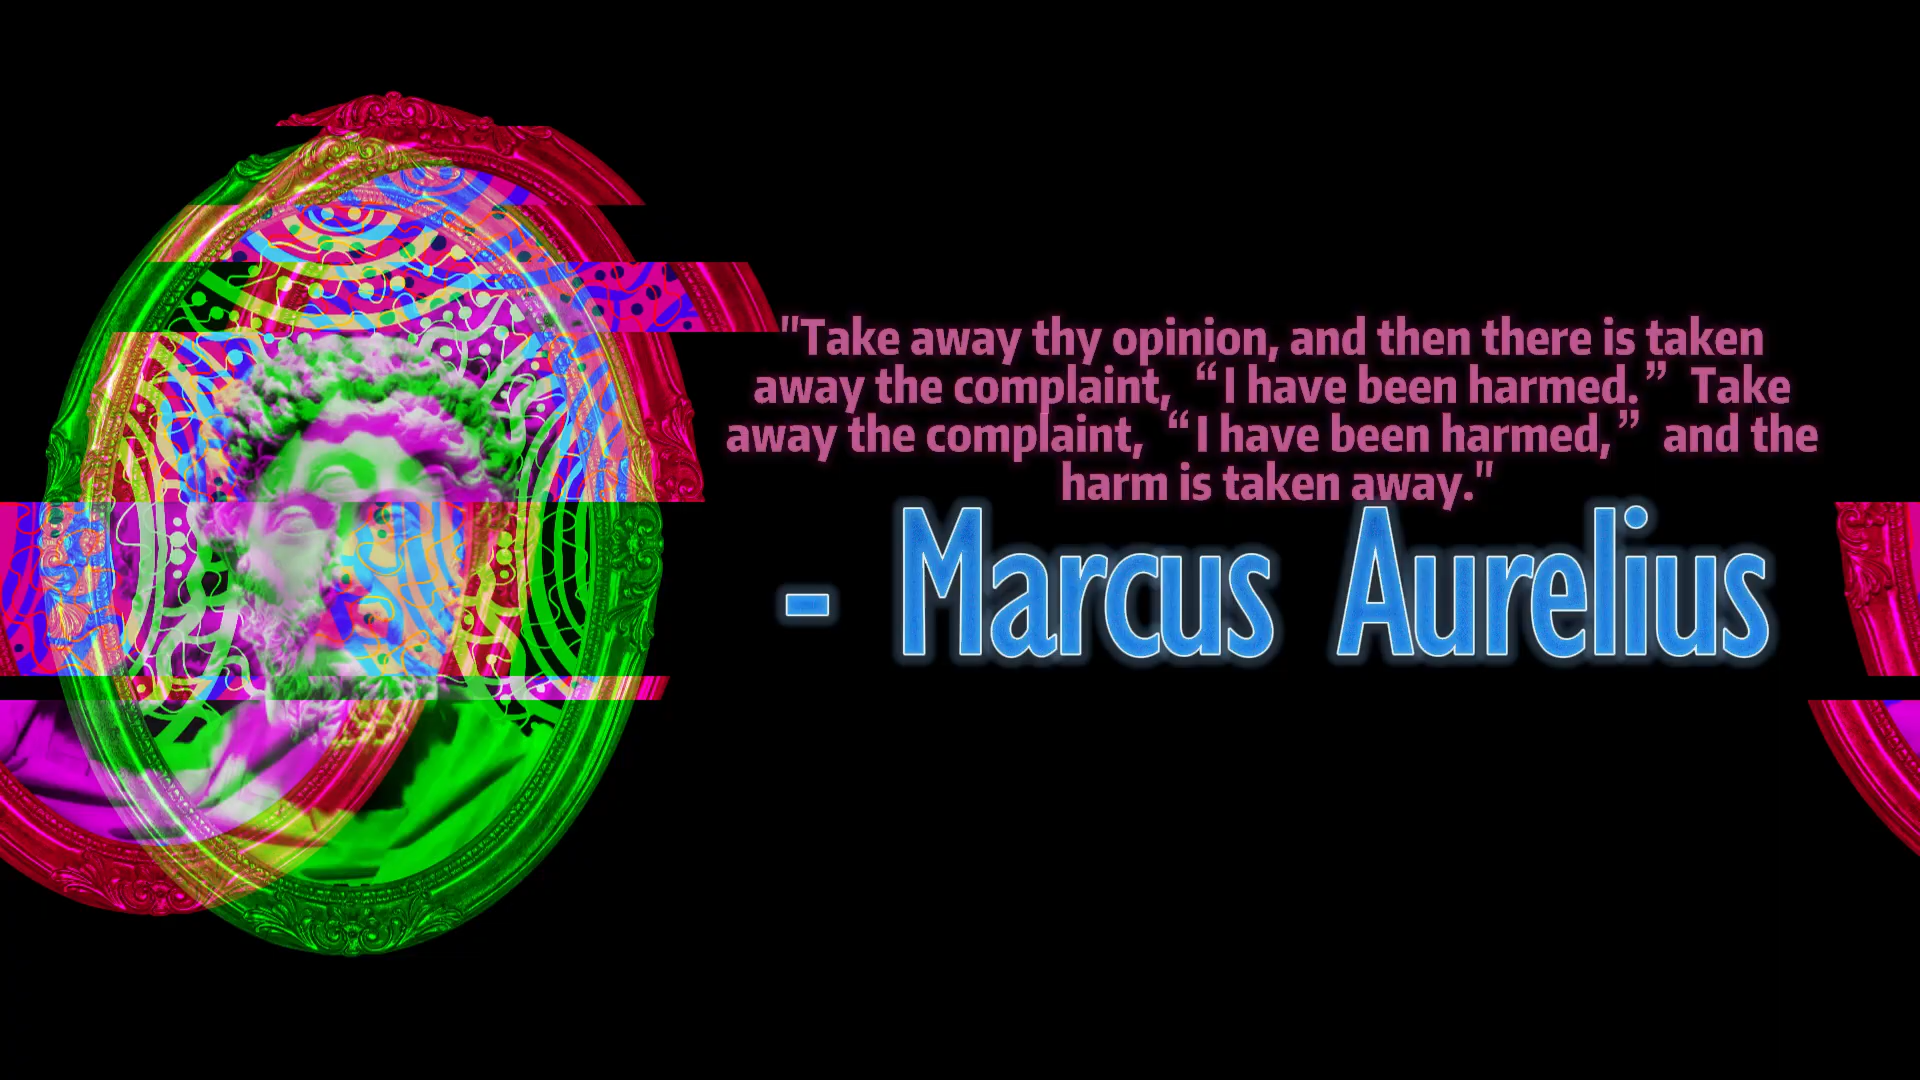 "Take away thy opinion, and then there is taken
away the complaint, “I have been harmed.” Take
away the complaint, “I have been harmed,” and the
harm is taken away."
- Marcus Aurelius